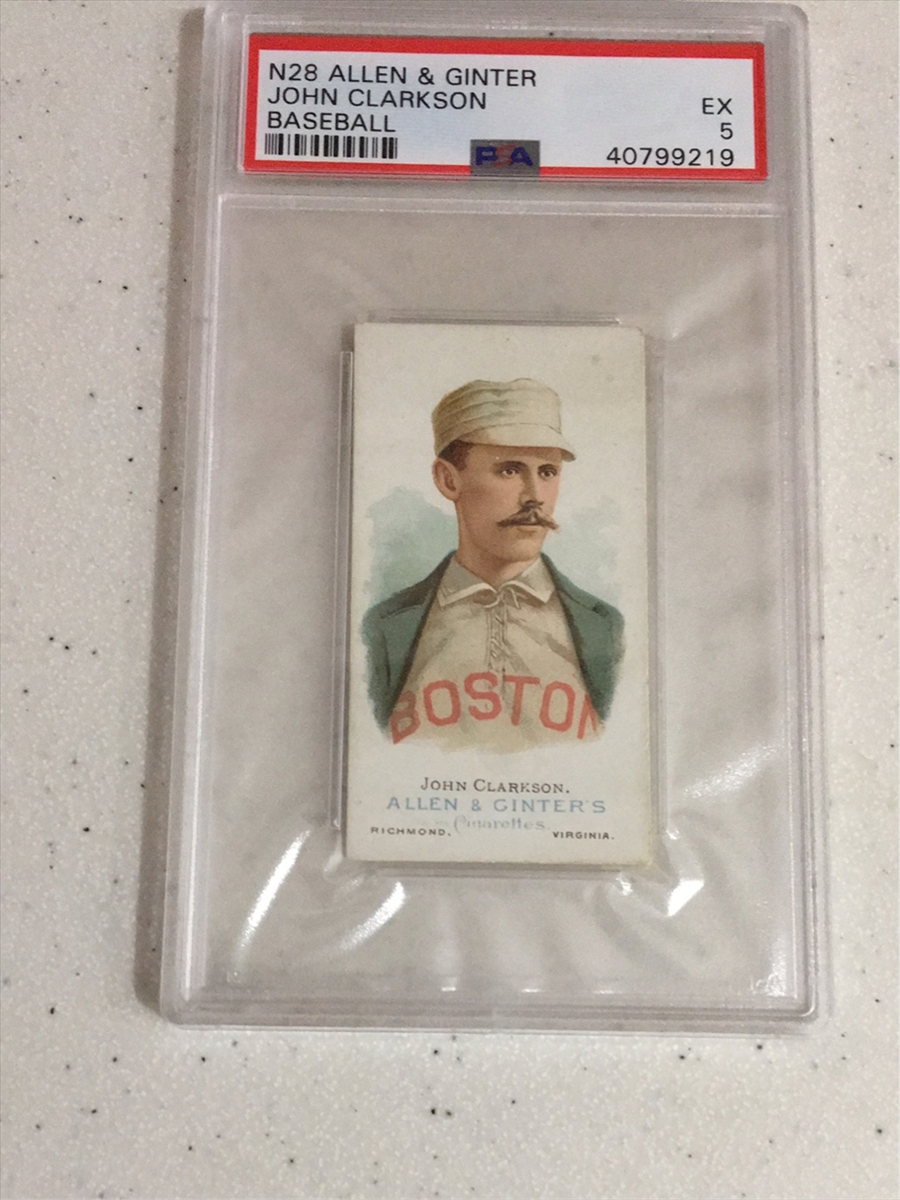 N28 ALLEN & GINTER
JOHN CLARKSON
BASEBALL
EX
5
PSA
40799219
BOSTON
JOHN CLARKSON.
ALLEN & GINTER'S
Cigarettes.
RICHMOND. VIRGINIA.